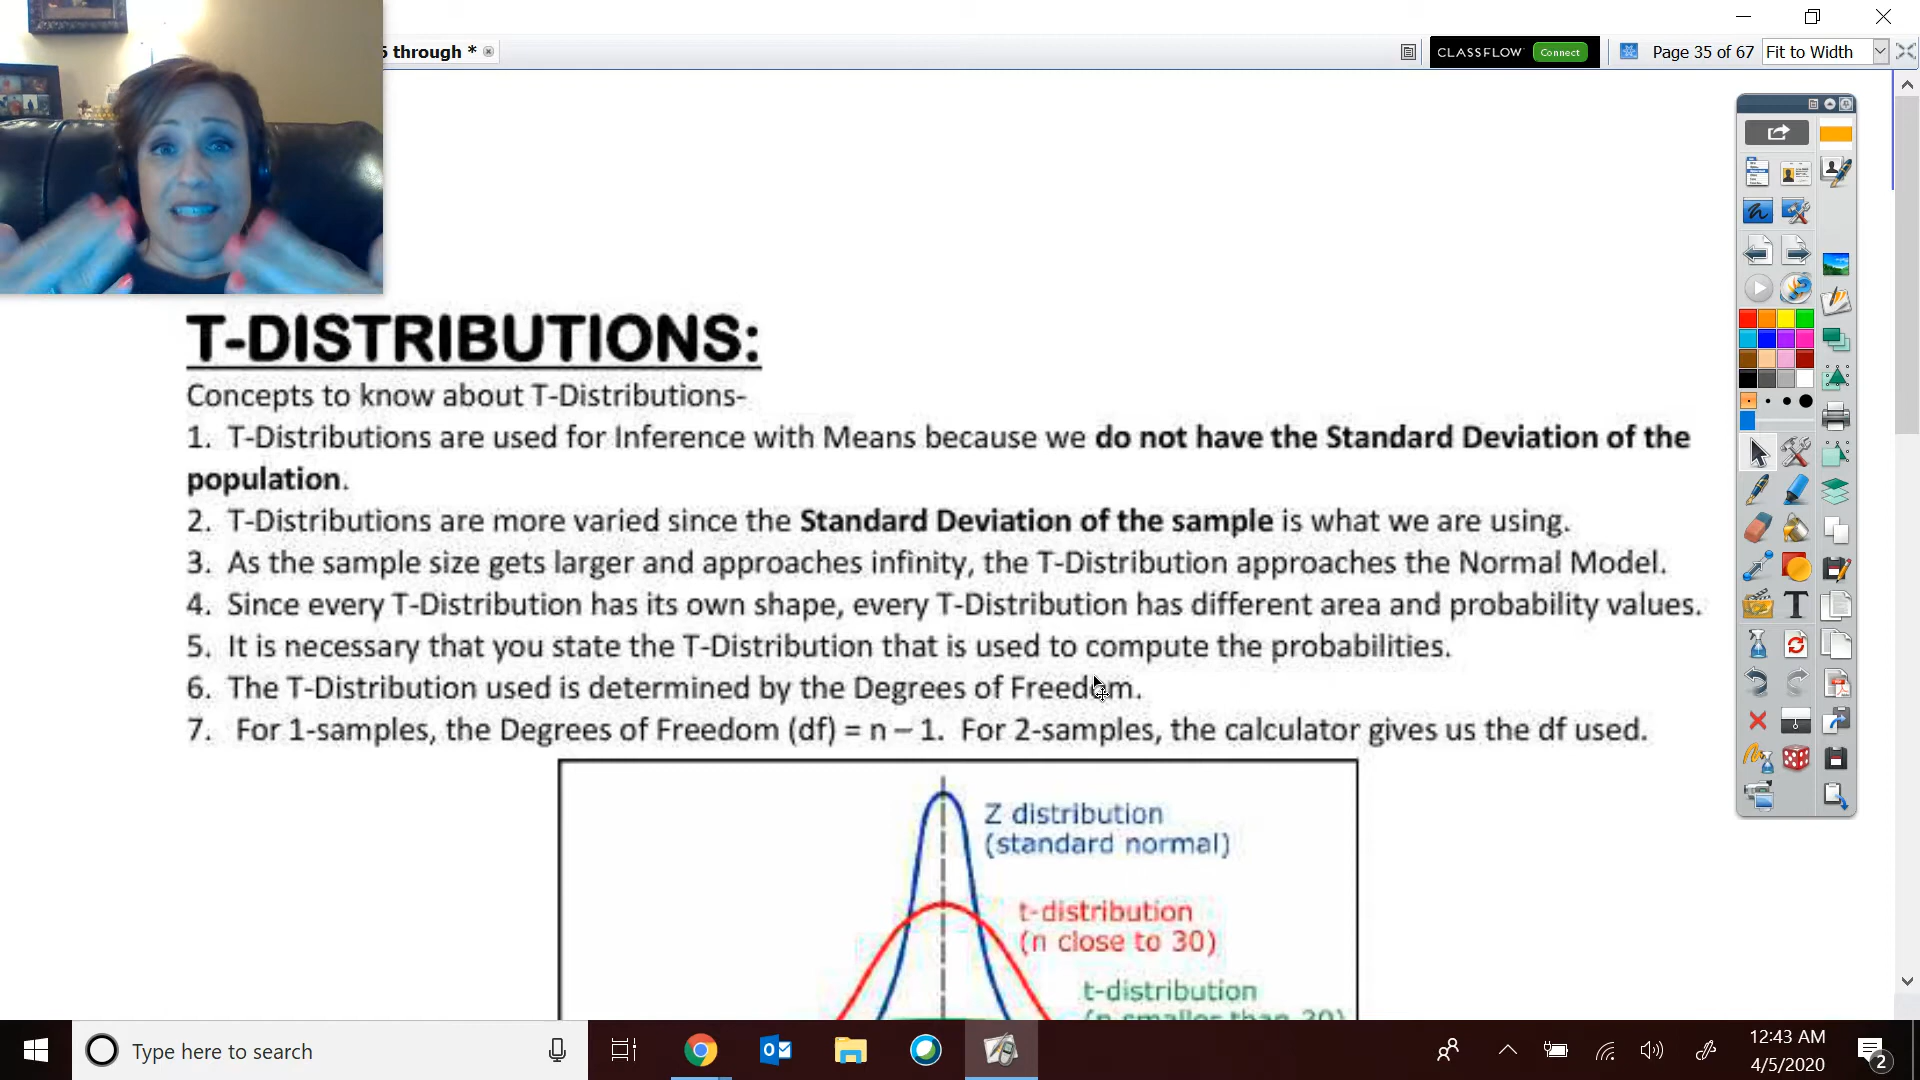 5 through *
CLASSFLOW Connect
Page 35 of 67
Fit to Width
T-DISTRIBUTIONS:
Concepts to know about T-Distributions-
1. T-Distributions are used for Inference with Means because we do not have the Standard Deviation of the
population.
2. T-Distributions are more varied since the Standard Deviation of the sample is what we are using.
3. As the sample size gets larger and approaches infinity, the T-Distribution approaches the Normal Model.
4. Since every T-Distribution has its own shape, every T-Distribution has different area and probability values.
5. It is necessary that you state the T-Distribution that is used to compute the probabilities.
6. The T-Distribution used is determined by the Degrees of Freedom.
7. For 1-samples, the Degrees of Freedom (df) = n – 1. For 2-samples, the calculator gives us the df used.
Z distribution
(standard normal)
t-distribution
(n close to 30)
t-distribution
(n smaller than 30)
Type here to search
12:43 AM
4/5/2020
2